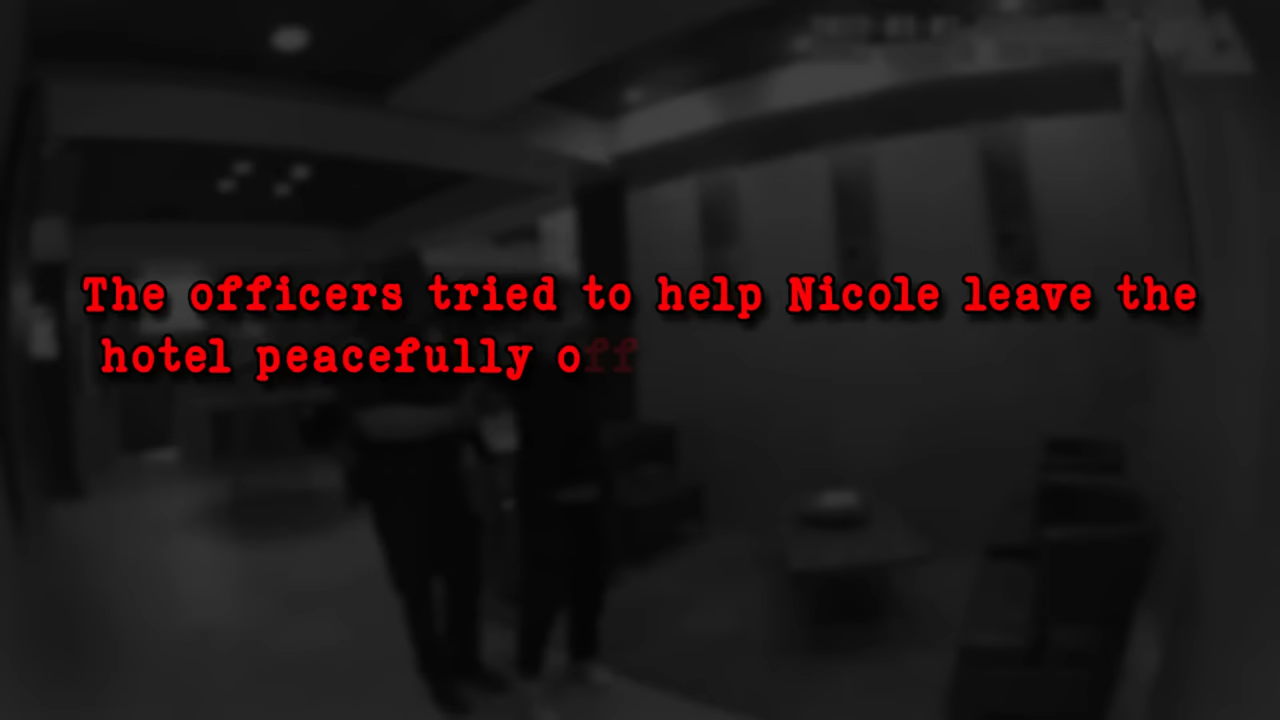 The officers tried to help Nicole leave the
hotel peacefully off